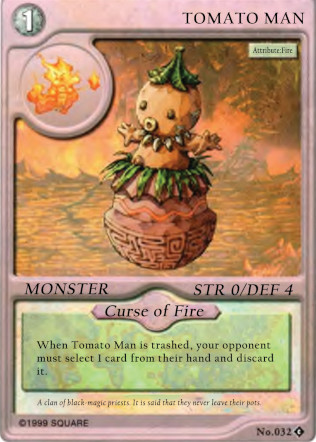 1
TOMATO MAN
Attribute:Fire
MONSTER
STR 0/DEF 4
Curse of Fire
When Tomato Man is trashed, your opponent
must select 1 card from their hand and discard
it.
A clan of black-magic priests. It is said that they never leave their pots.
©1999 SQUARE
No.032